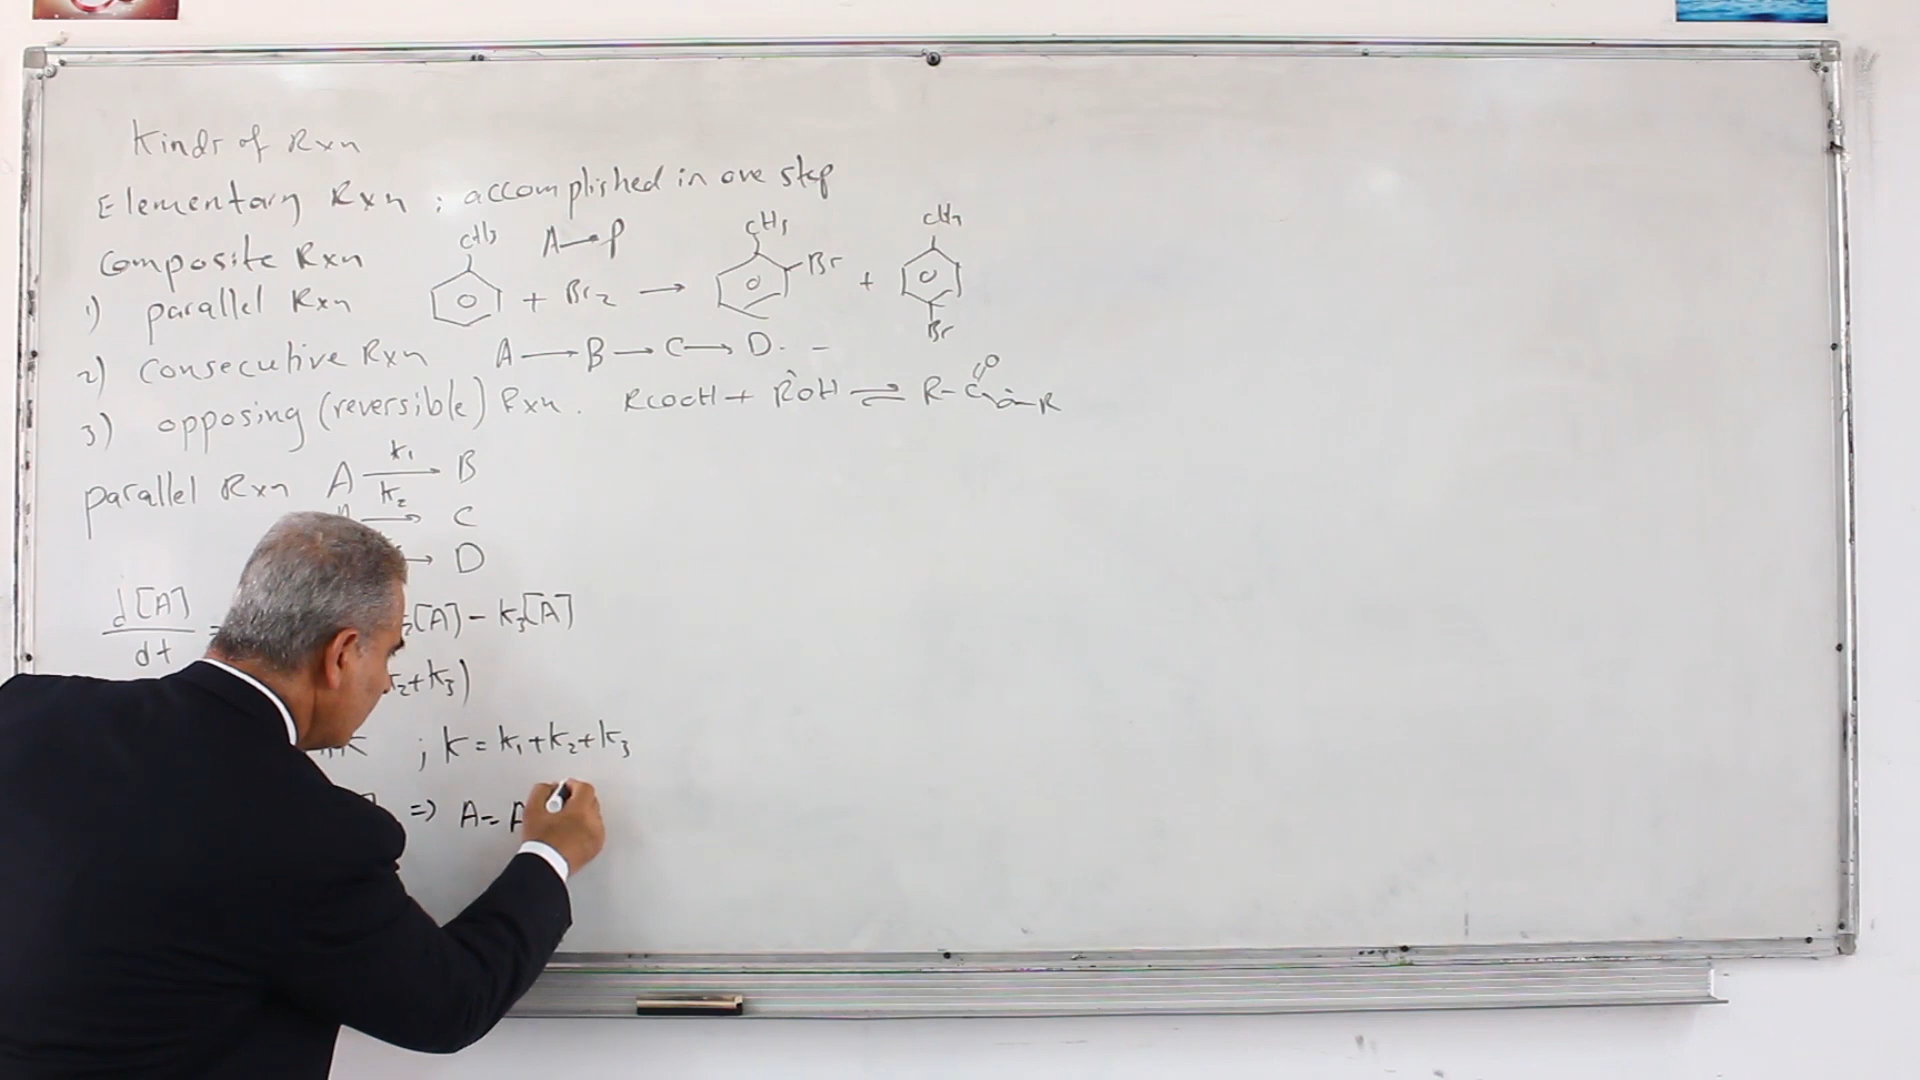 Kinds of Rxn
Elementary Rxn ; accomplished in one step
A → P
Composite Rxn
1) parallel Rxn CH3 + Br2 → CH3 Br + CH3 Br
2) Consecutive Rxn A → B → C → D - -
3) opposing (reversible) Rxn. RCOOH + R'OH ⇌ R-C=O O-R
parallel Rxn A k1 → B
k2 → C
→ D
d[A]/dt = [A] - k3[A]
k2+k3)
K ; K = k1+k2+k3
=> A = A